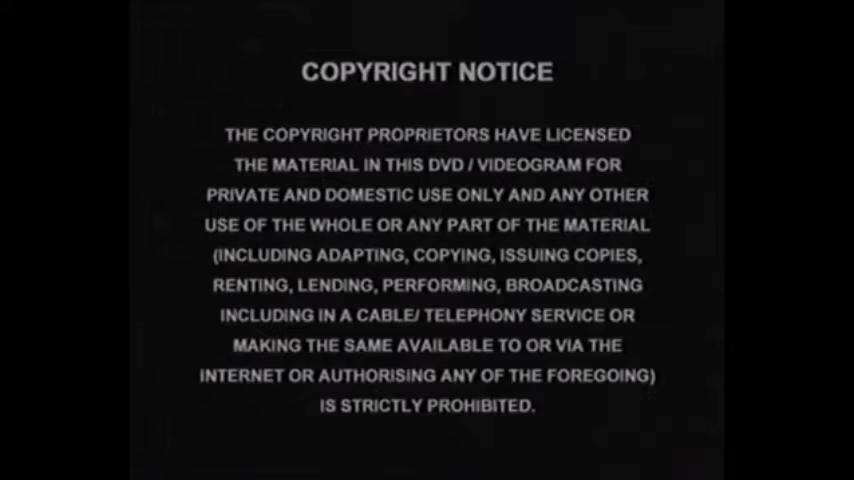 COPYRIGHT NOTICE
THE COPYRIGHT PROPRIETORS HAVE LICENSED
THE MATERIAL IN THIS DVD / VIDEOGRAM FOR
PRIVATE AND DOMESTIC USE ONLY AND ANY OTHER
USE OF THE WHOLE OR ANY PART OF THE MATERIAL
(INCLUDING ADAPTING, COPYING, ISSUING COPIES,
RENTING, LENDING, PERFORMING, BROADCASTING
INCLUDING IN A CABLE/ TELEPHONY SERVICE OR
MAKING THE SAME AVAILABLE TO OR VIA THE
INTERNET OR AUTHORISING ANY OF THE FOREGOING)
IS STRICTLY PROHIBITED.